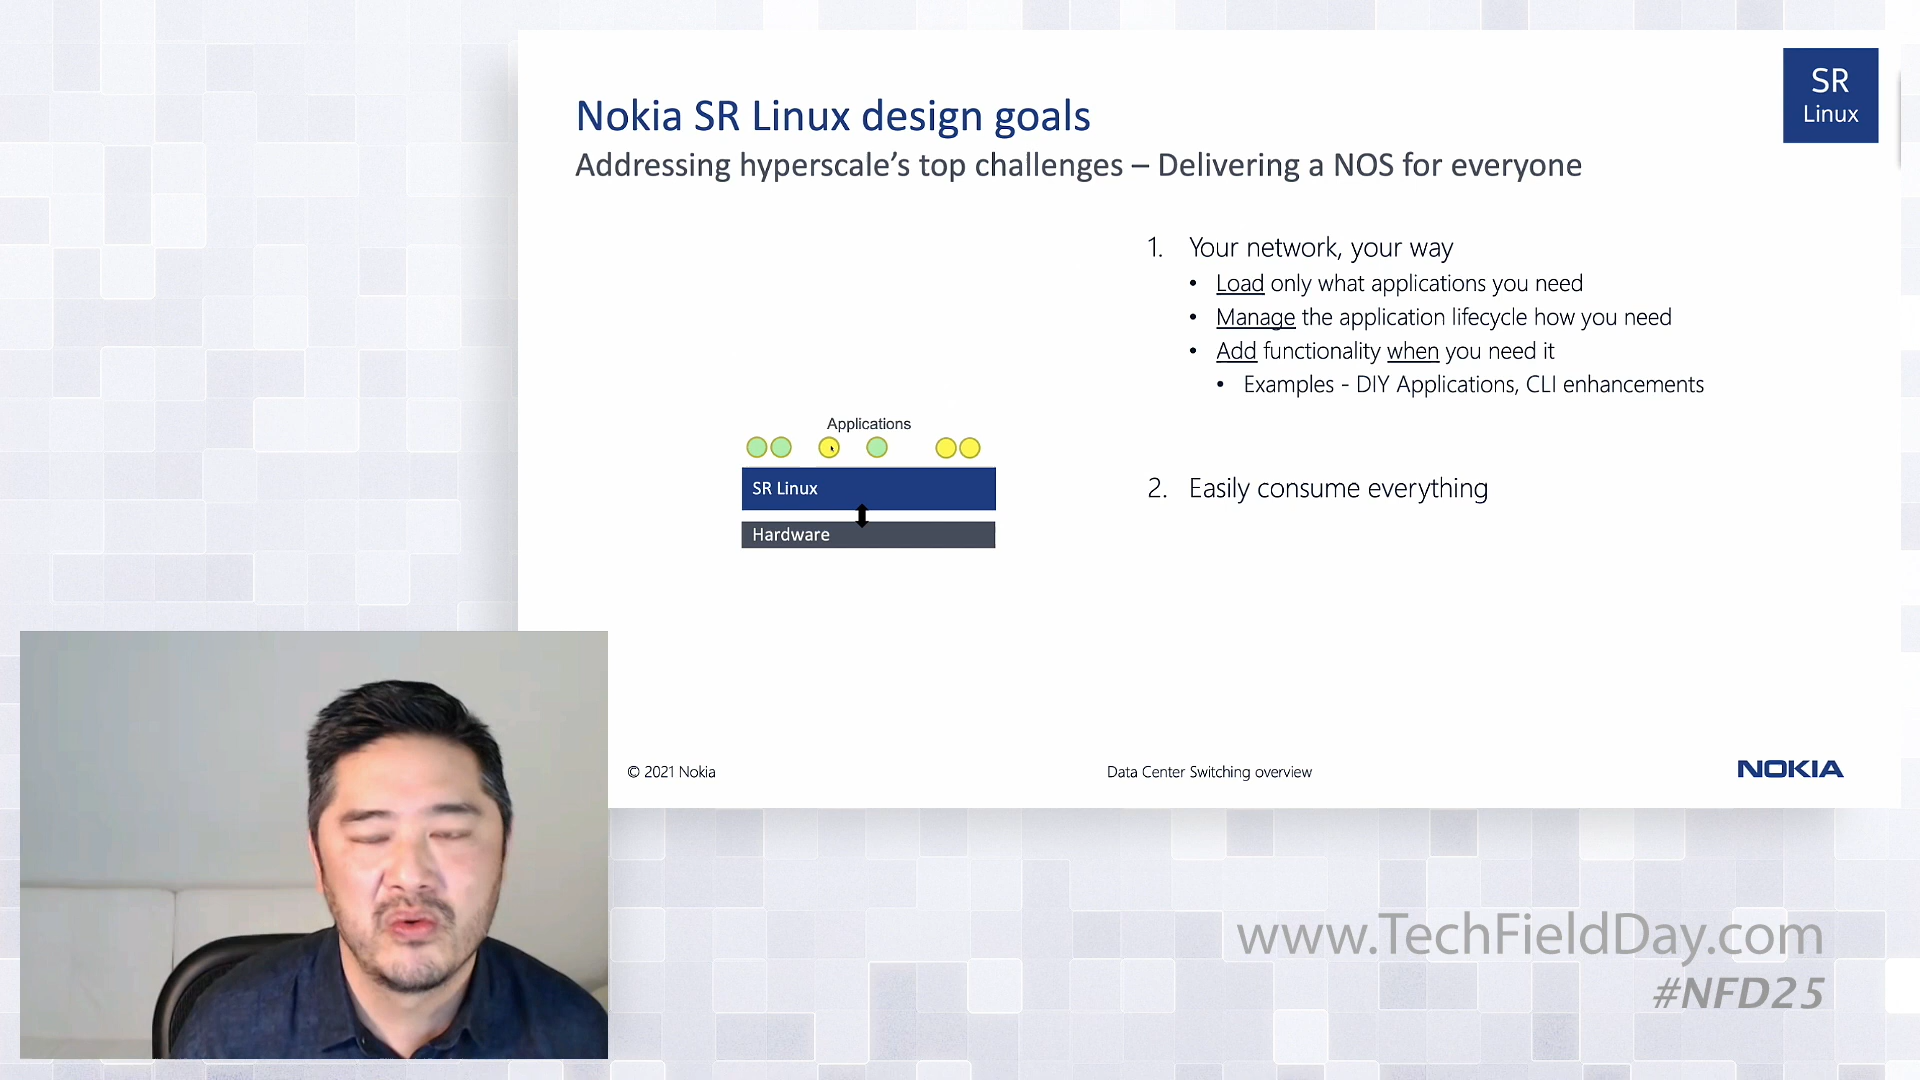 SR
Linux
Nokia SR Linux design goals
Addressing hyperscale's top challenges – Delivering a NOS for everyone
1. Your network, your way
• Load only what applications you need
• Manage the application lifecycle how you need
• Add functionality when you need it
• Examples - DIY Applications, CLI enhancements
Applications
SR Linux
Hardware
2. Easily consume everything
© 2021 Nokia
Data Center Switching overview
NOKIA
www.TechFieldDay.com
#NFD25